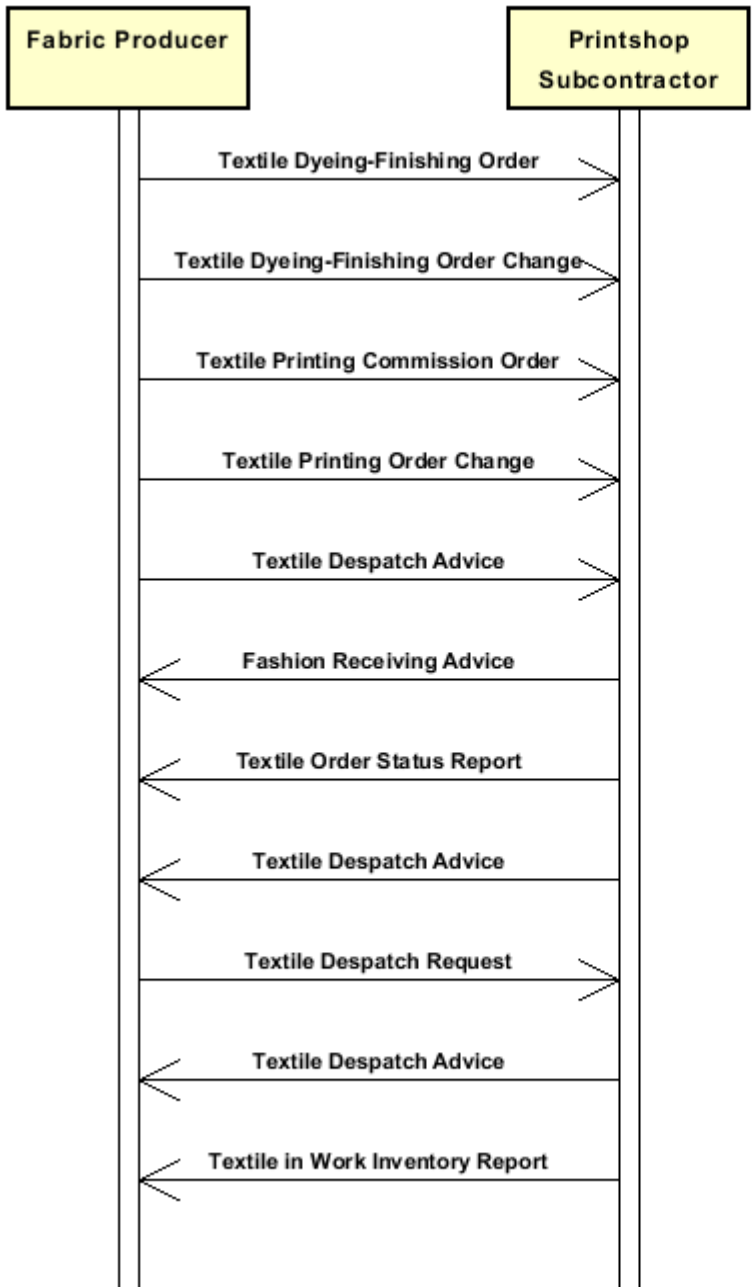 Fabric Producer
Printshop
Subcontractor
Textile Dyeing-Finishing Order
Textile Dyeing-Finishing Order Change
Textile Printing Commission Order
Textile Printing Order Change
Textile Despatch Advice
Fashion Receiving Advice
Textile Order Status Report
Textile Despatch Advice
Textile Despatch Request
Textile Despatch Advice
Textile in Work Inventory Report